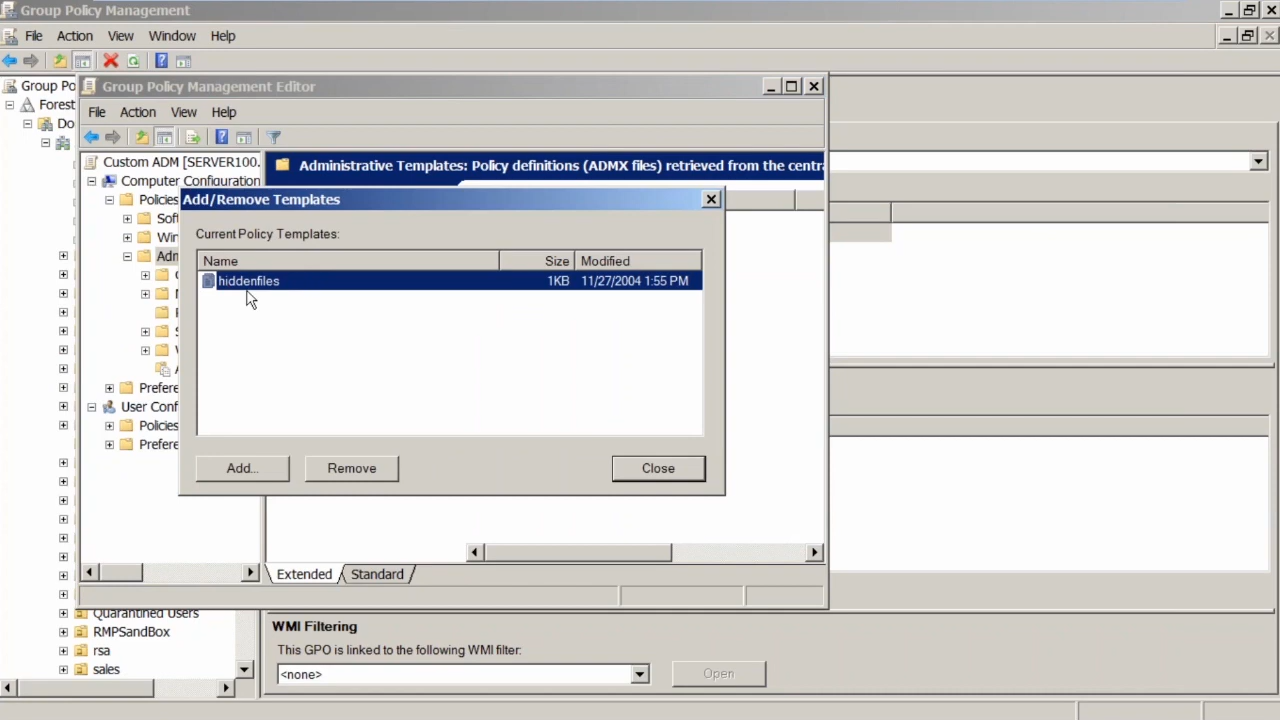 Group Policy Management
File Action View Window Help
Group Po
Forest
Do
Group Policy Management Editor
File Action View Help
Custom ADM [SERVER100.
Computer Configuration
Policies
Soft
Win
Adm
Prefere
User Conf
Policies
Prefere
Administrative Templates: Policy definitions (ADMX files) retrieved from the centra
Add/Remove Templates
Current Policy Templates:
Name Size Modified
hiddenfiles 1KB 11/27/2004 1:55 PM
Add... Remove Close
Extended Standard
Quarantined Users
RMPSandBox
rsa
sales
WMI Filtering
This GPO is linked to the following WMI filter:
<none> Open